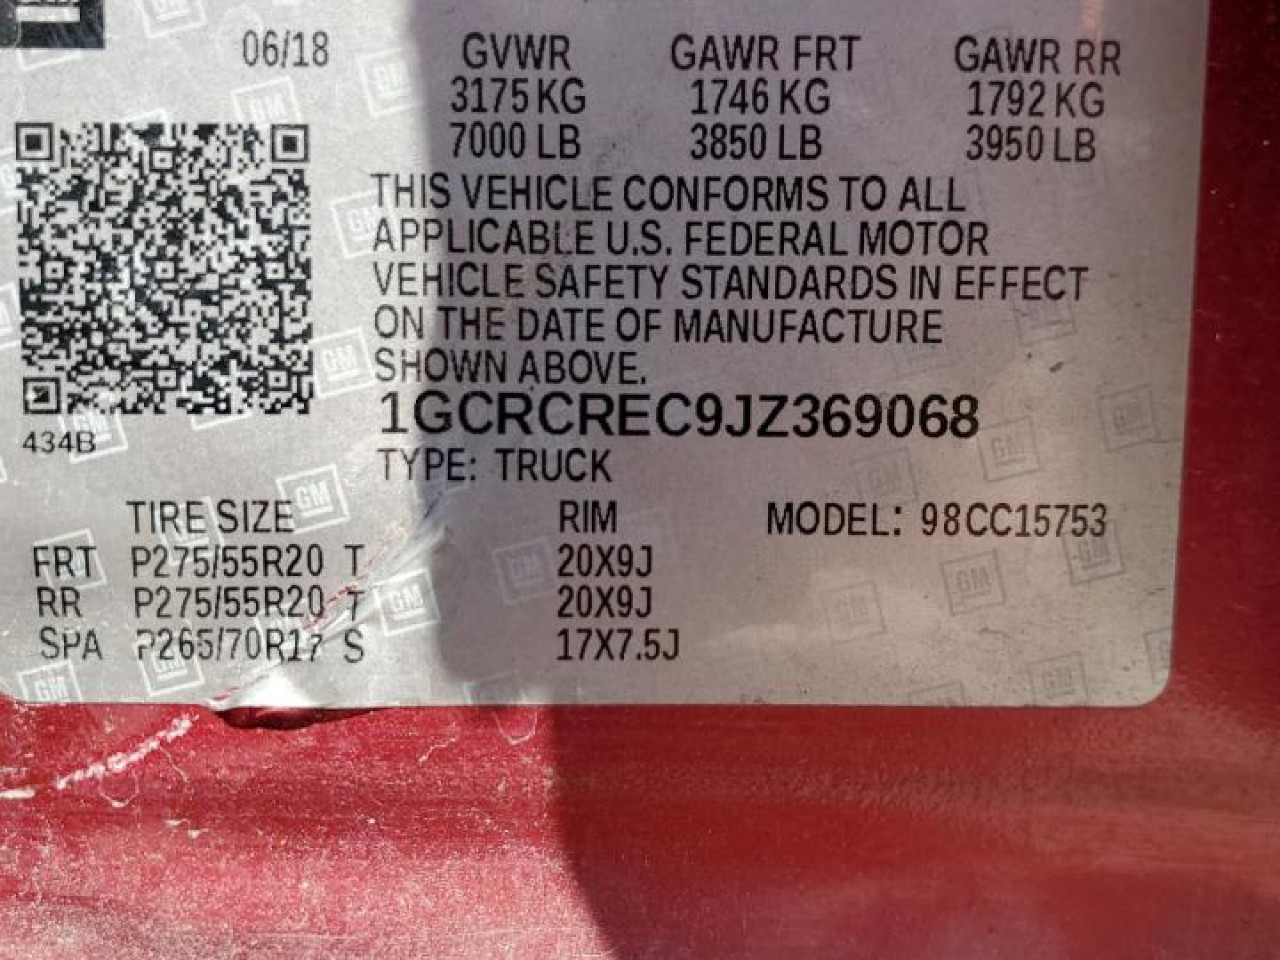 GM
06/18 GVWR GAWR FRT GAWR RR
3175 KG 1746 KG 1792 KG
7000 LB 3850 LB 3950 LB
THIS VEHICLE CONFORMS TO ALL
APPLICABLE U.S. FEDERAL MOTOR
VEHICLE SAFETY STANDARDS IN EFFECT
ON THE DATE OF MANUFACTURE
SHOWN ABOVE.
1GCRCREC9JZ369068
434B
TYPE: TRUCK
TIRE SIZE RIM MODEL: 98CC15753
FRT P275/55R20 T 20X9J
RR P275/55R20 T 20X9J
SPA P265/70R17 S 17X7.5J